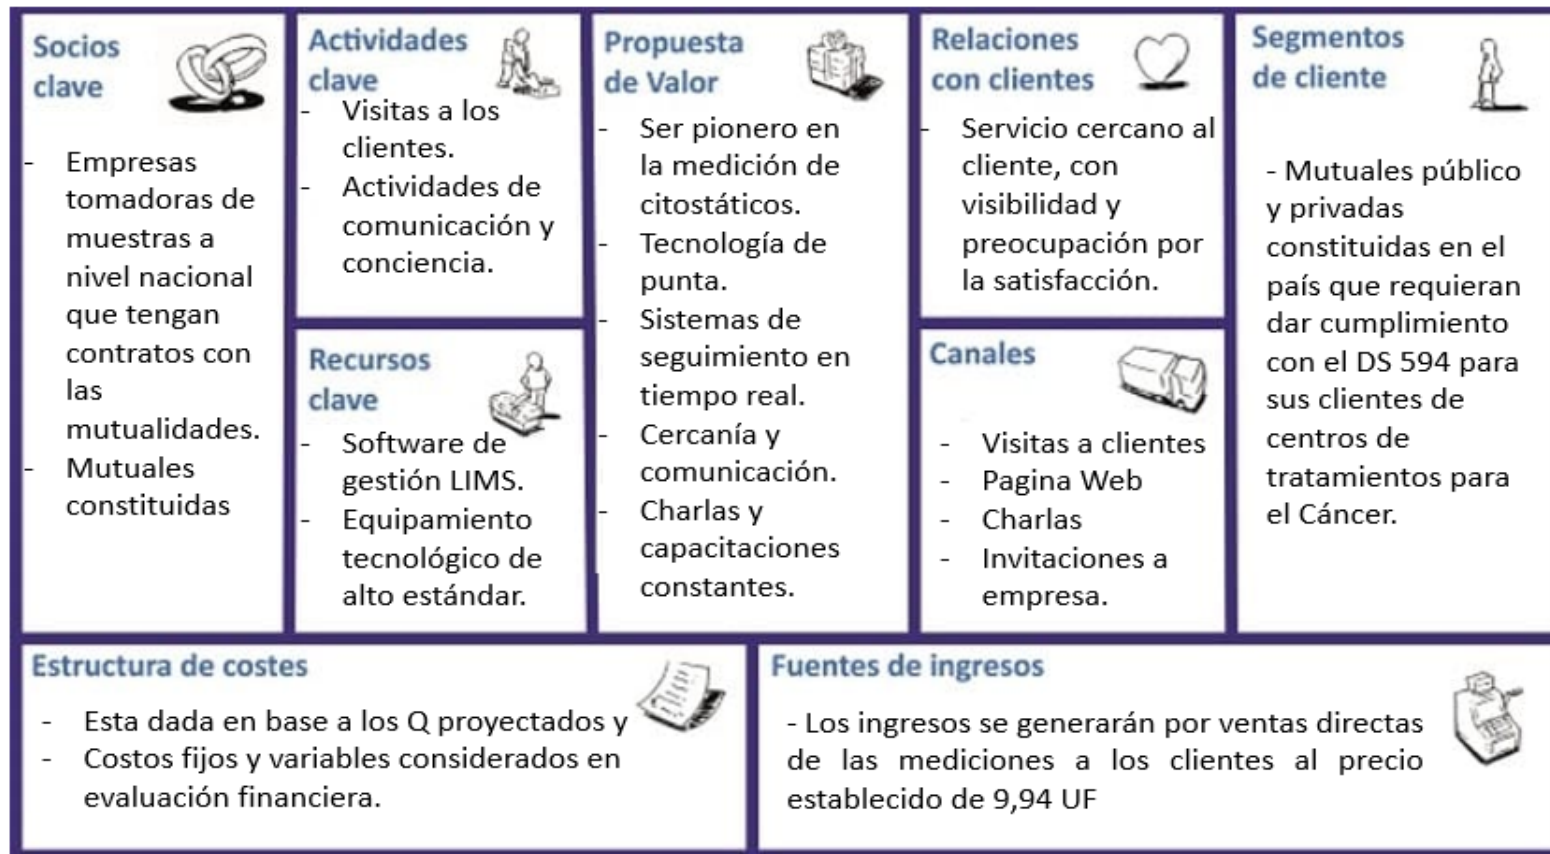 Socios
clave
- Empresas
tomadoras de
muestras a
nivel nacional
que tengan
contratos con
las
mutualidades.
- Mutuales
constituidas
Actividades
clave
- Visitas a los
clientes.
- Actividades de
comunicación y
conciencia.
Recursos
clave
- Software de
gestión LIMS.
- Equipamiento
tecnológico de
alto estándar.
Propuesta
de Valor
- Ser pionero en
la medición de
citostáticos.
- Tecnología de
punta.
- Sistemas de
seguimiento en
tiempo real.
- Cercanía y
comunicación.
- Charlas y
capacitaciones
constantes.
Relaciones
con clientes
- Servicio cercano al
cliente, con
visibilidad y
preocupación por
la satisfacción.
Canales
- Visitas a clientes
- Pagina Web
- Charlas
- Invitaciones a
empresa.
Segmentos
de cliente
- Mutuales público
y privadas
constituidas en el
país que requieran
dar cumplimiento
con el DS 594 para
sus clientes de
centros de
tratamientos para
el Cáncer.
Estructura de costes
- Esta dada en base a los Q proyectados y
- Costos fijos y variables considerados en
evaluación financiera.
Fuentes de ingresos
- Los ingresos se generarán por ventas directas
de las mediciones a los clientes al precio
establecido de 9,94 UF